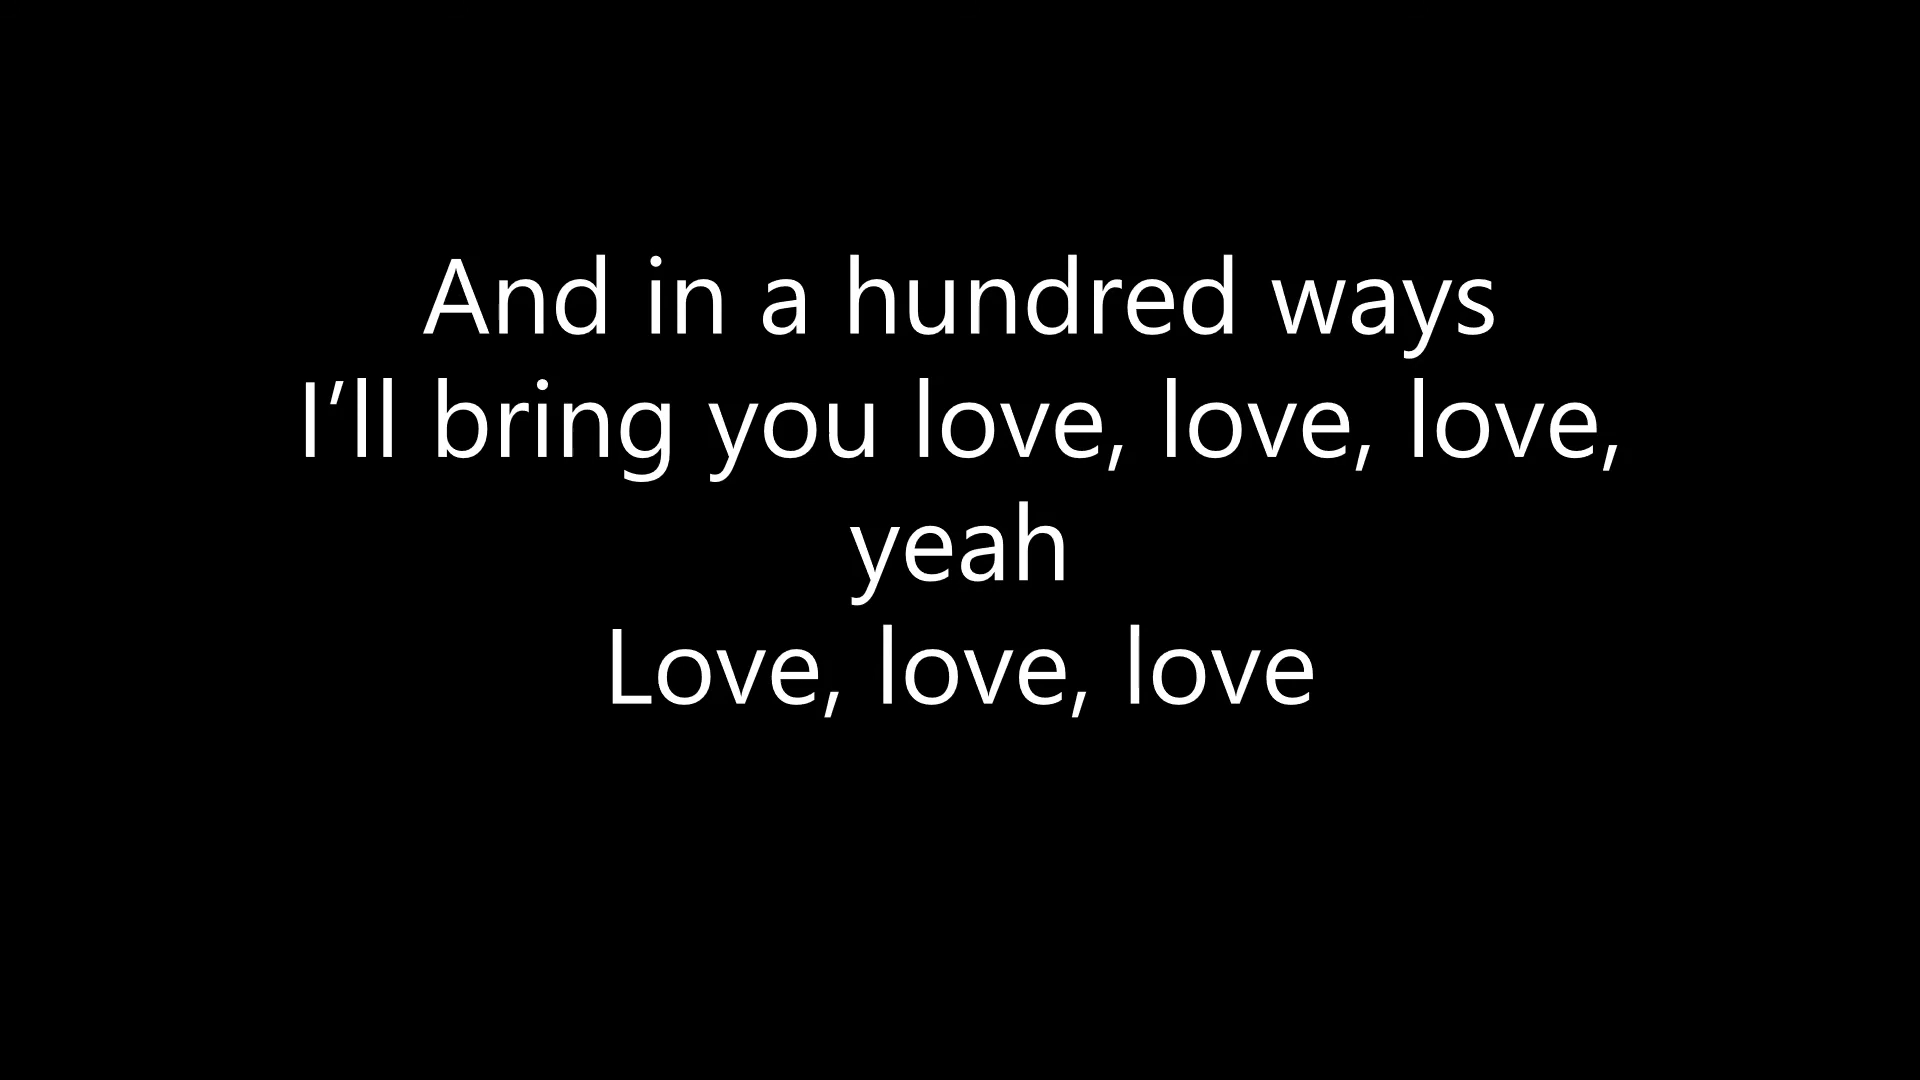 And in a hundred ways
I’ll bring you love, love, love,
yeah
Love, love, love